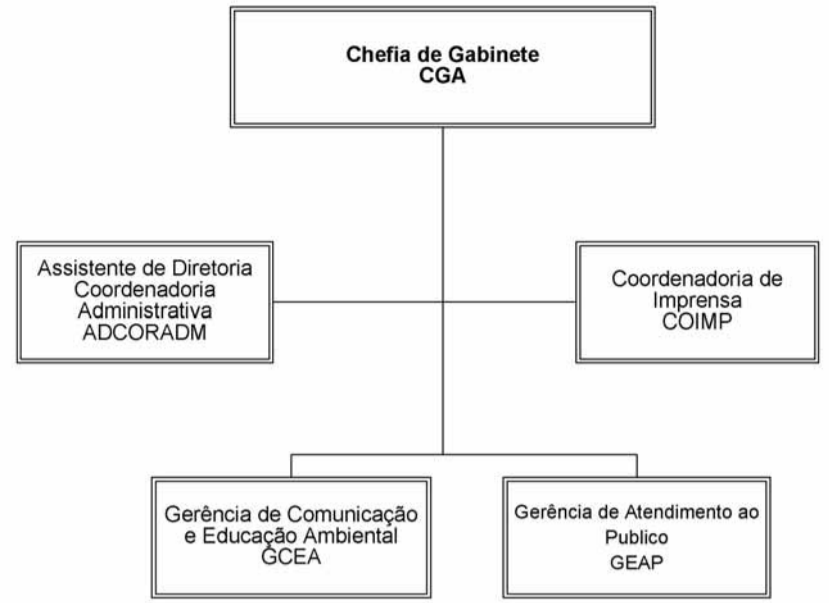 Chefia de Gabinete
CGA
Assistente de Diretoria
Coordenadoria
Administrativa
ADCORADM
Coordenadoria de
Imprensa
COIMP
Gerência de Comunicação
e Educação Ambiental
GCEA
Gerência de Atendimento ao
Publico
GEAP